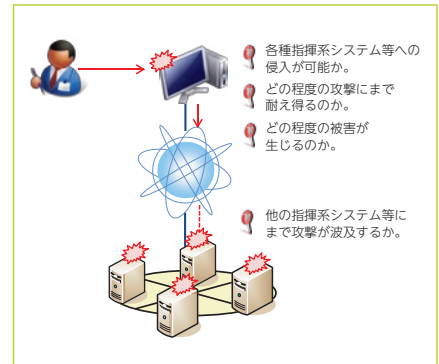 各種指揮系システム等への
侵入が可能か。
どの程度の攻撃にまで
耐え得るのか。
どの程度の被害が
生じるのか。
他の指揮系システム等に
まで攻撃が波及するか。